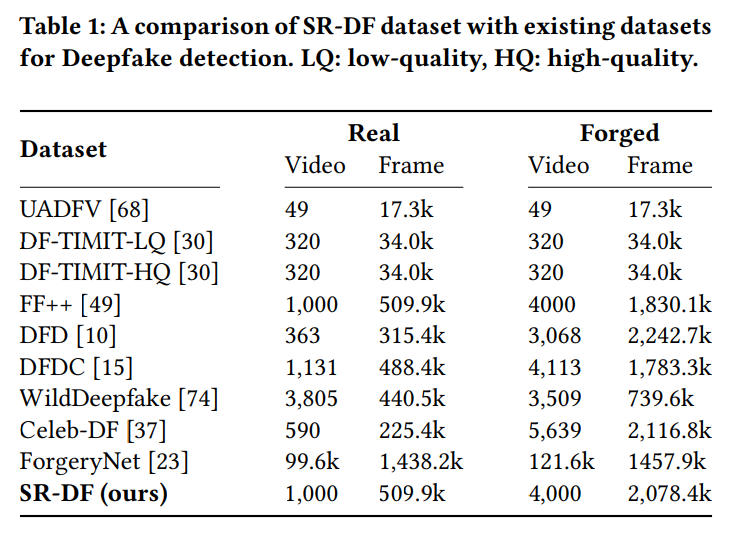 Table 1: A comparison of SR-DF dataset with existing datasets
for Deepfake detection. LQ: low-quality, HQ: high-quality.
Dataset Real Forged
Video Frame Video Frame
UADFV [68] 49 17.3k 49 17.3k
DF-TIMIT-LQ [30] 320 34.0k 320 34.0k
DF-TIMIT-HQ [30] 320 34.0k 320 34.0k
FF++ [49] 1,000 509.9k 4000 1,830.1k
DFD [10] 363 315.4k 3,068 2,242.7k
DFDC [15] 1,131 488.4k 4,113 1,783.3k
WildDeepfake [74] 3,805 440.5k 3,509 739.6k
Celeb-DF [37] 590 225.4k 5,639 2,116.8k
ForgeryNet [23] 99.6k 1,438.2k 121.6k 1457.9k
SR-DF (ours) 1,000 509.9k 4,000 2,078.4k